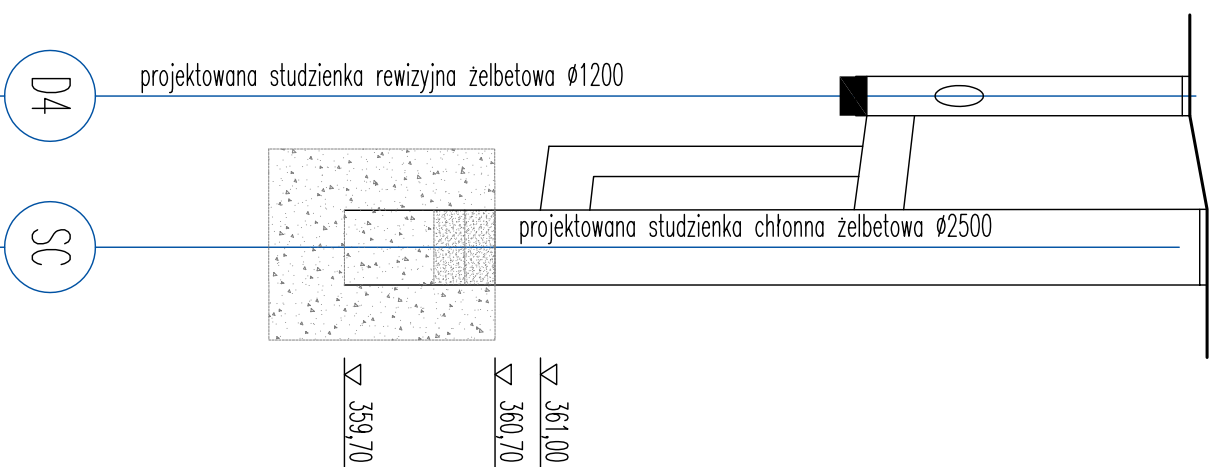 D4
projektowana studzienka rewizyjna żelbetowa Ø1200
SC
projektowana studzienka chłonna żelbetowa Ø2500
359,70
360,70
361,00